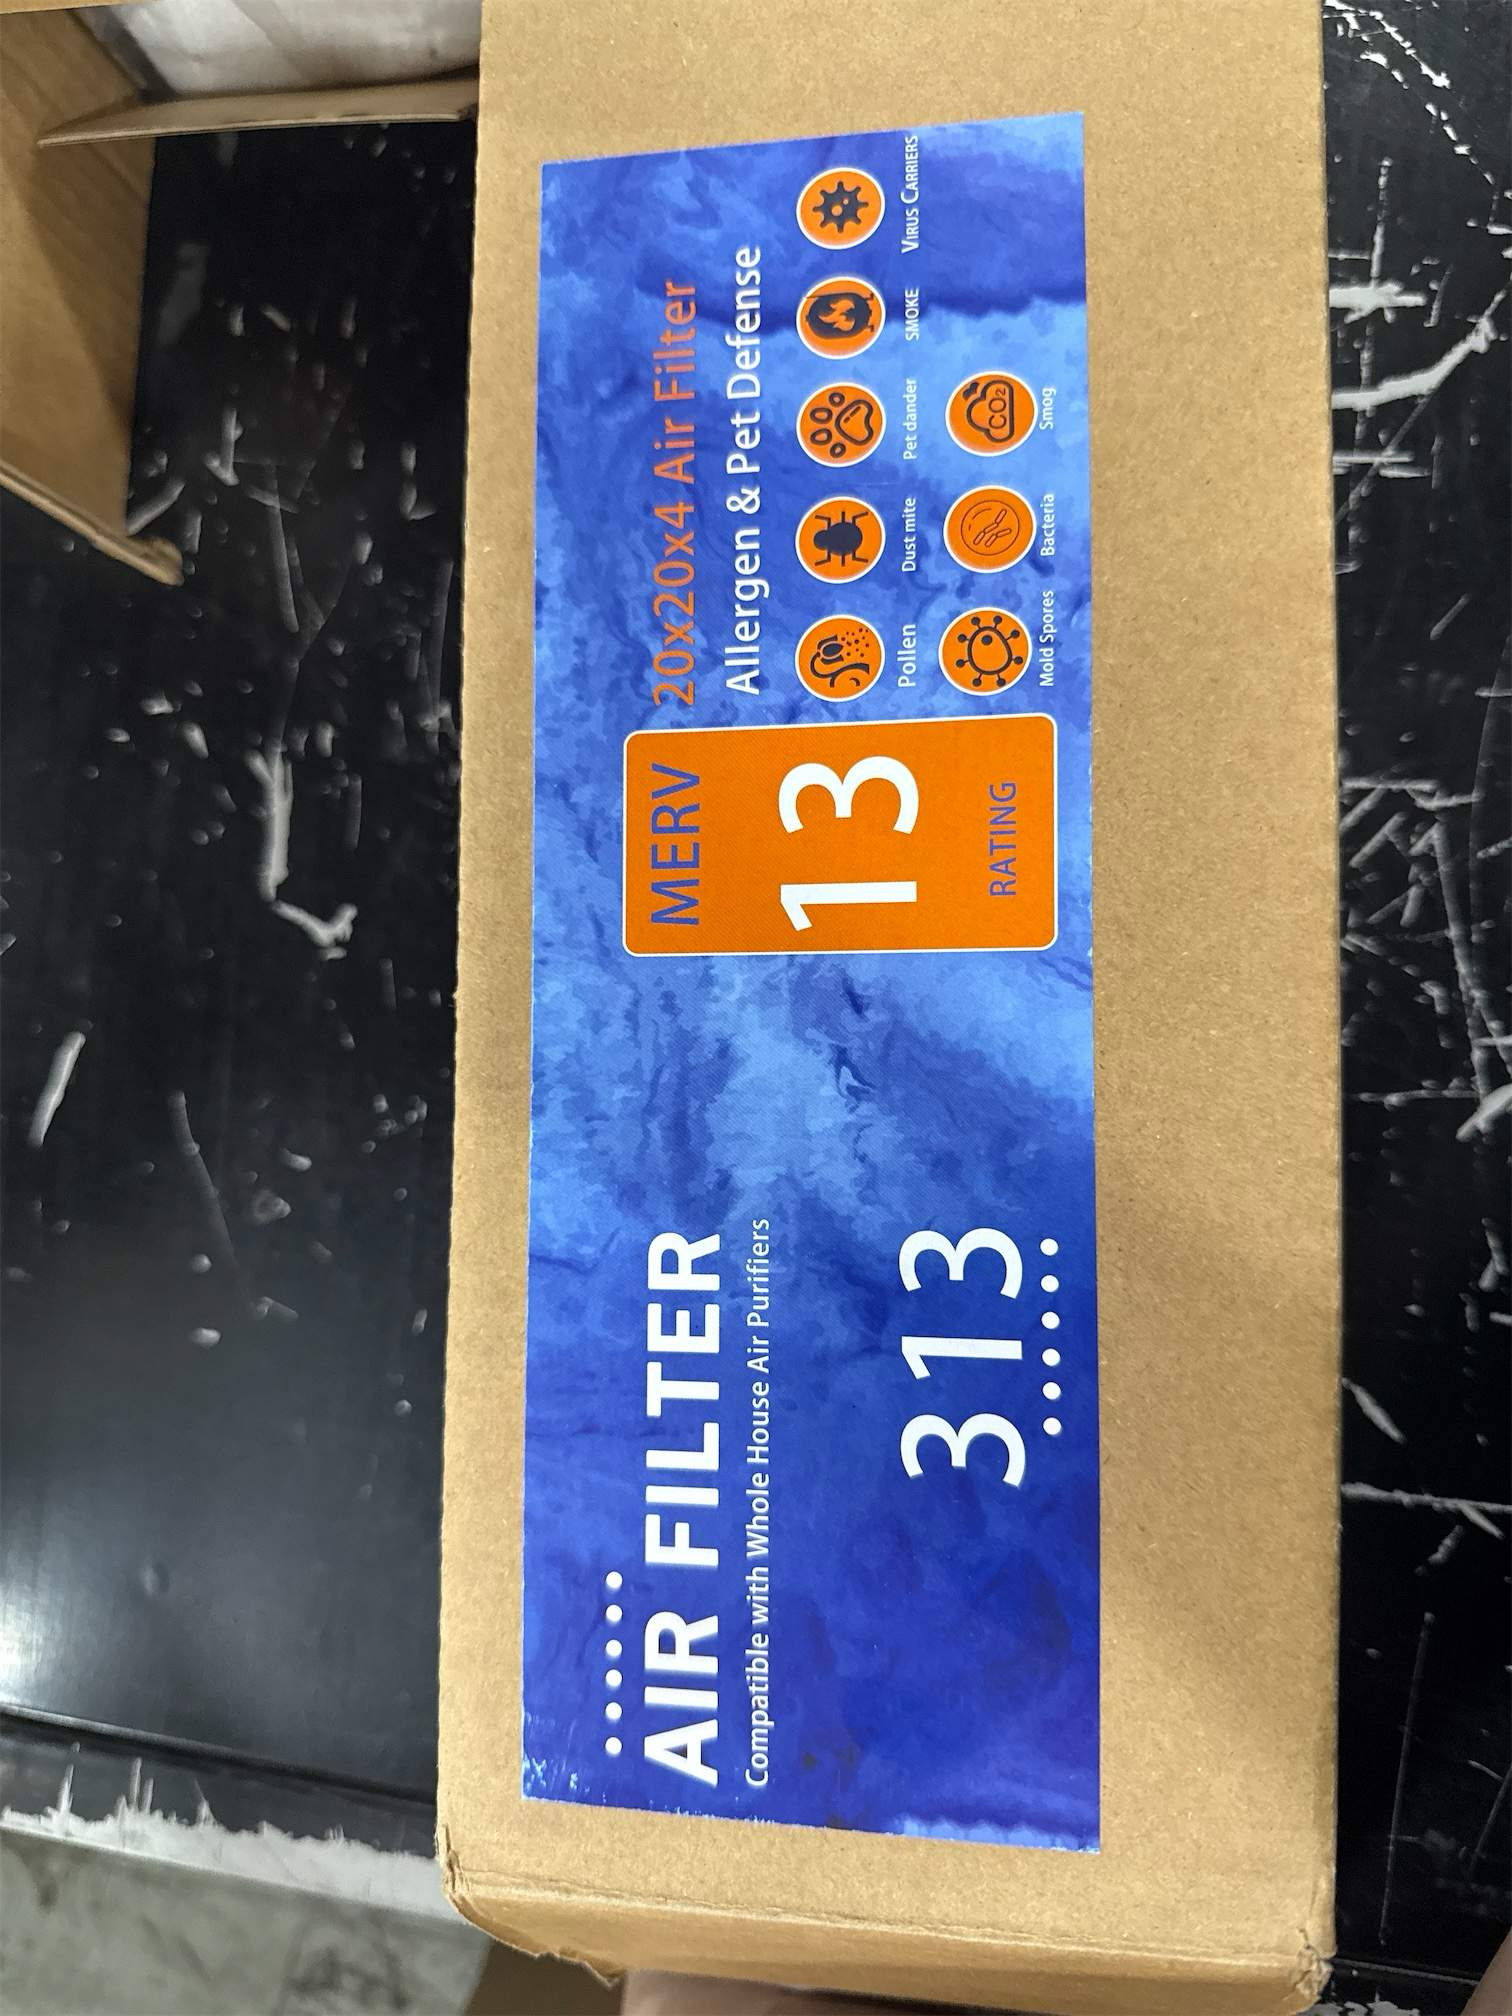 AIR FILTER
Compatible with Whole House Air Purifiers
313
MERV
13
RATING
20x20x4 Air Filter
Allergen & Pet Defense
Pollen
Dust mite
Pet dander
SMOKE
VIRUS CARRIERS
Mold Spores
Bacteria
CO₂
Smog